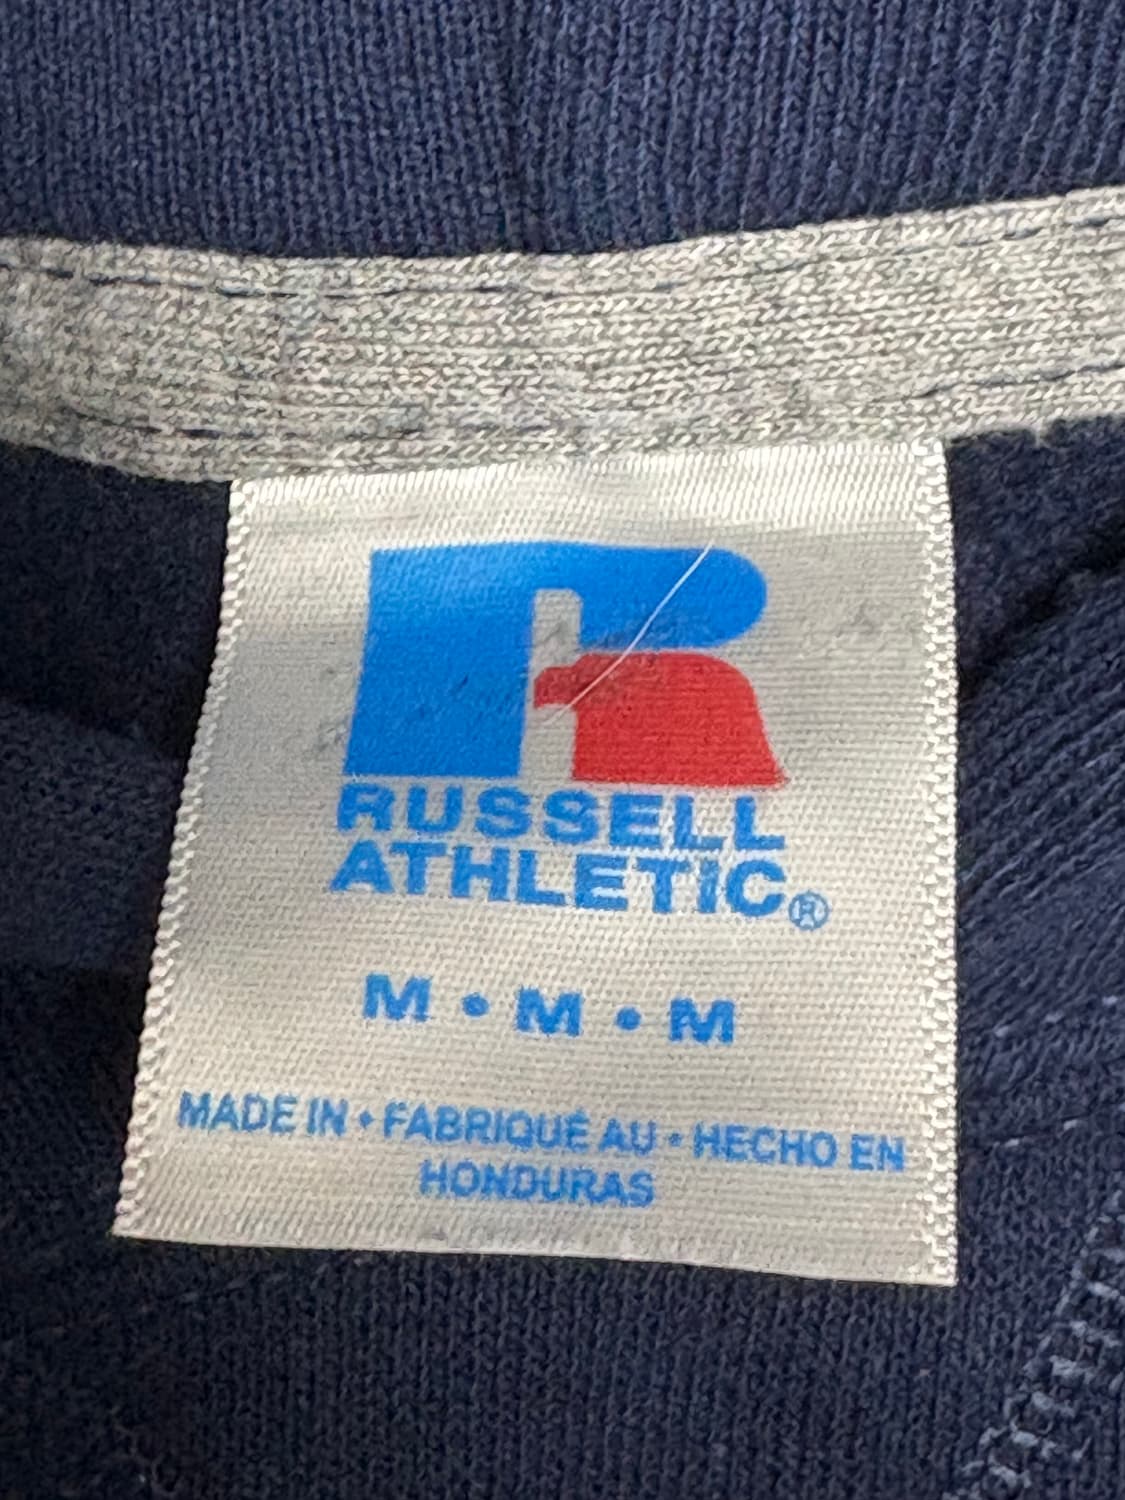 R
RUSSELL
ATHLETIC®
M • M • M
MADE IN • FABRIQUÉ AU • HECHO EN
HONDURAS